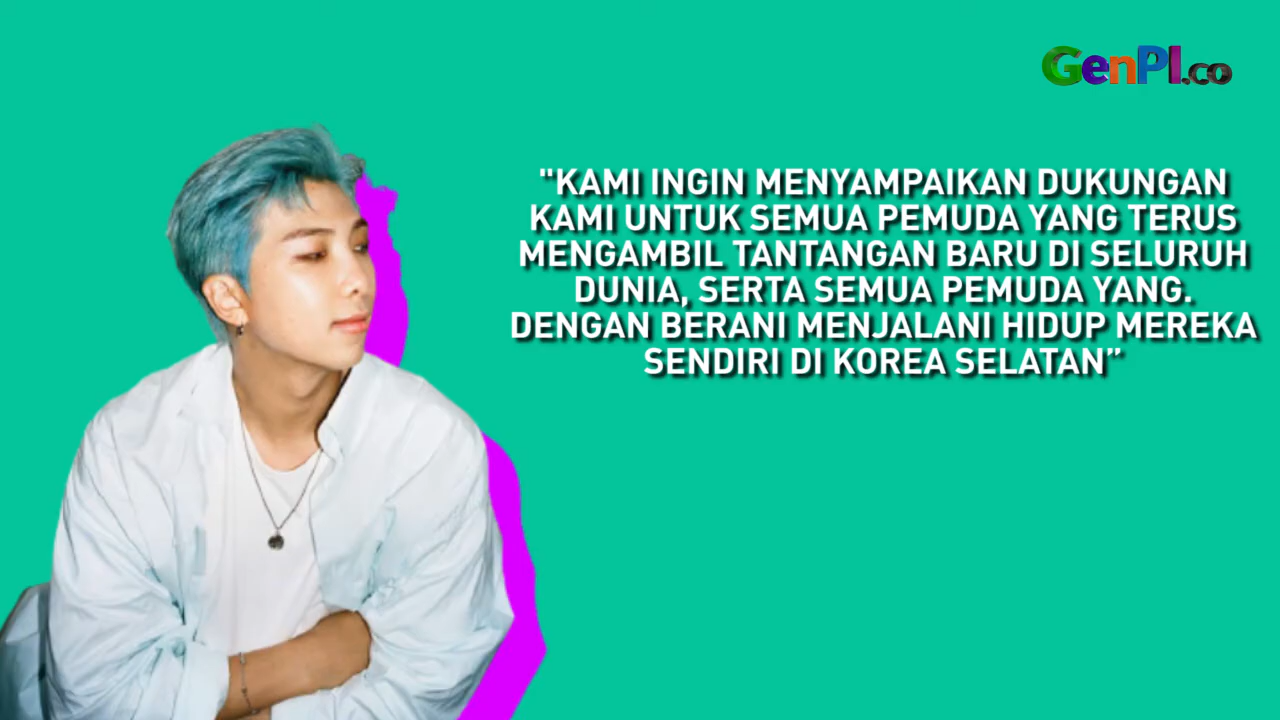 GenPI.co
"KAMI INGIN MENYAMPAIKAN DUKUNGAN
KAMI UNTUK SEMUA PEMUDA YANG TERUS
MENGAMBIL TANTANGAN BARU DI SELURUH
DUNIA, SERTA SEMUA PEMUDA YANG.
DENGAN BERANI MENJALANI HIDUP MEREKA
SENDIRI DI KOREA SELATAN”